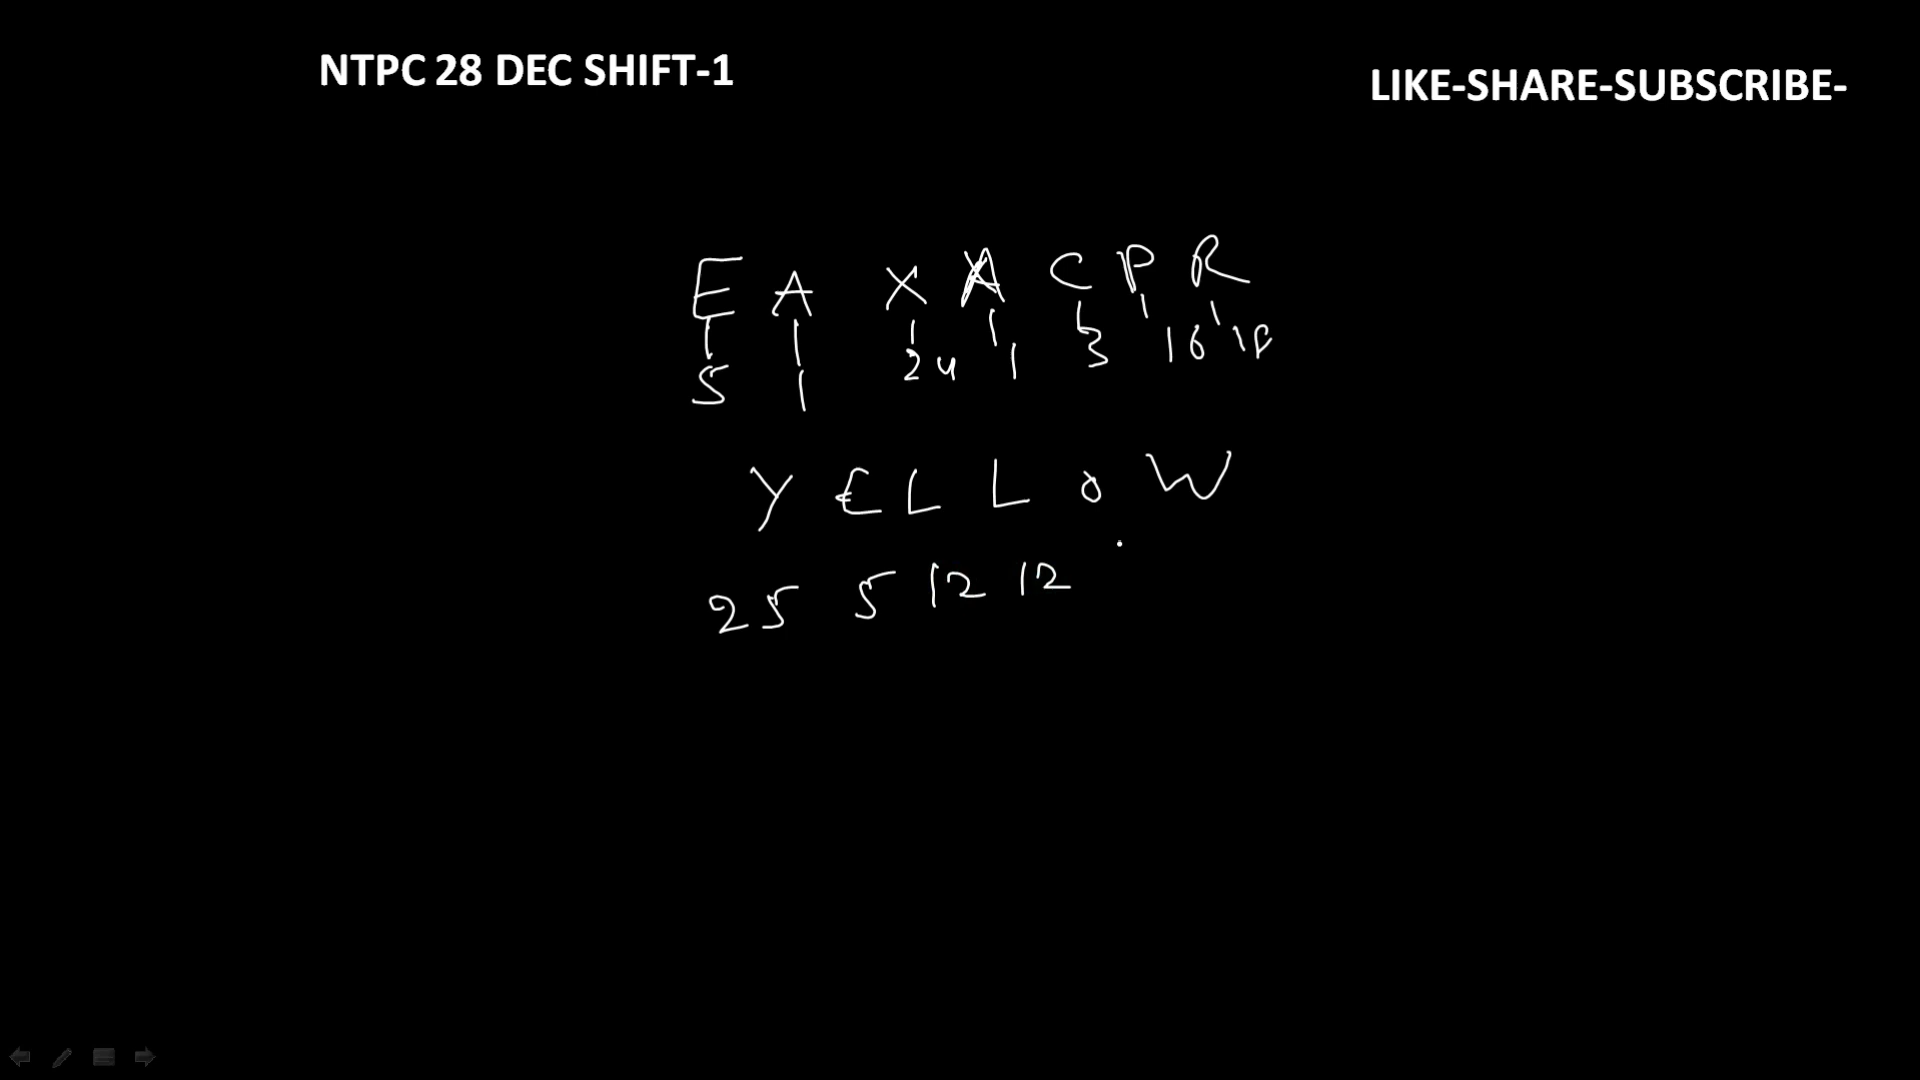 NTPC 28 DEC SHIFT-1
LIKE-SHARE-SUBSCRIBE-
E A X A C P R
5 1 24 1 3 16 18
Y E L L O W
25 5 12 12